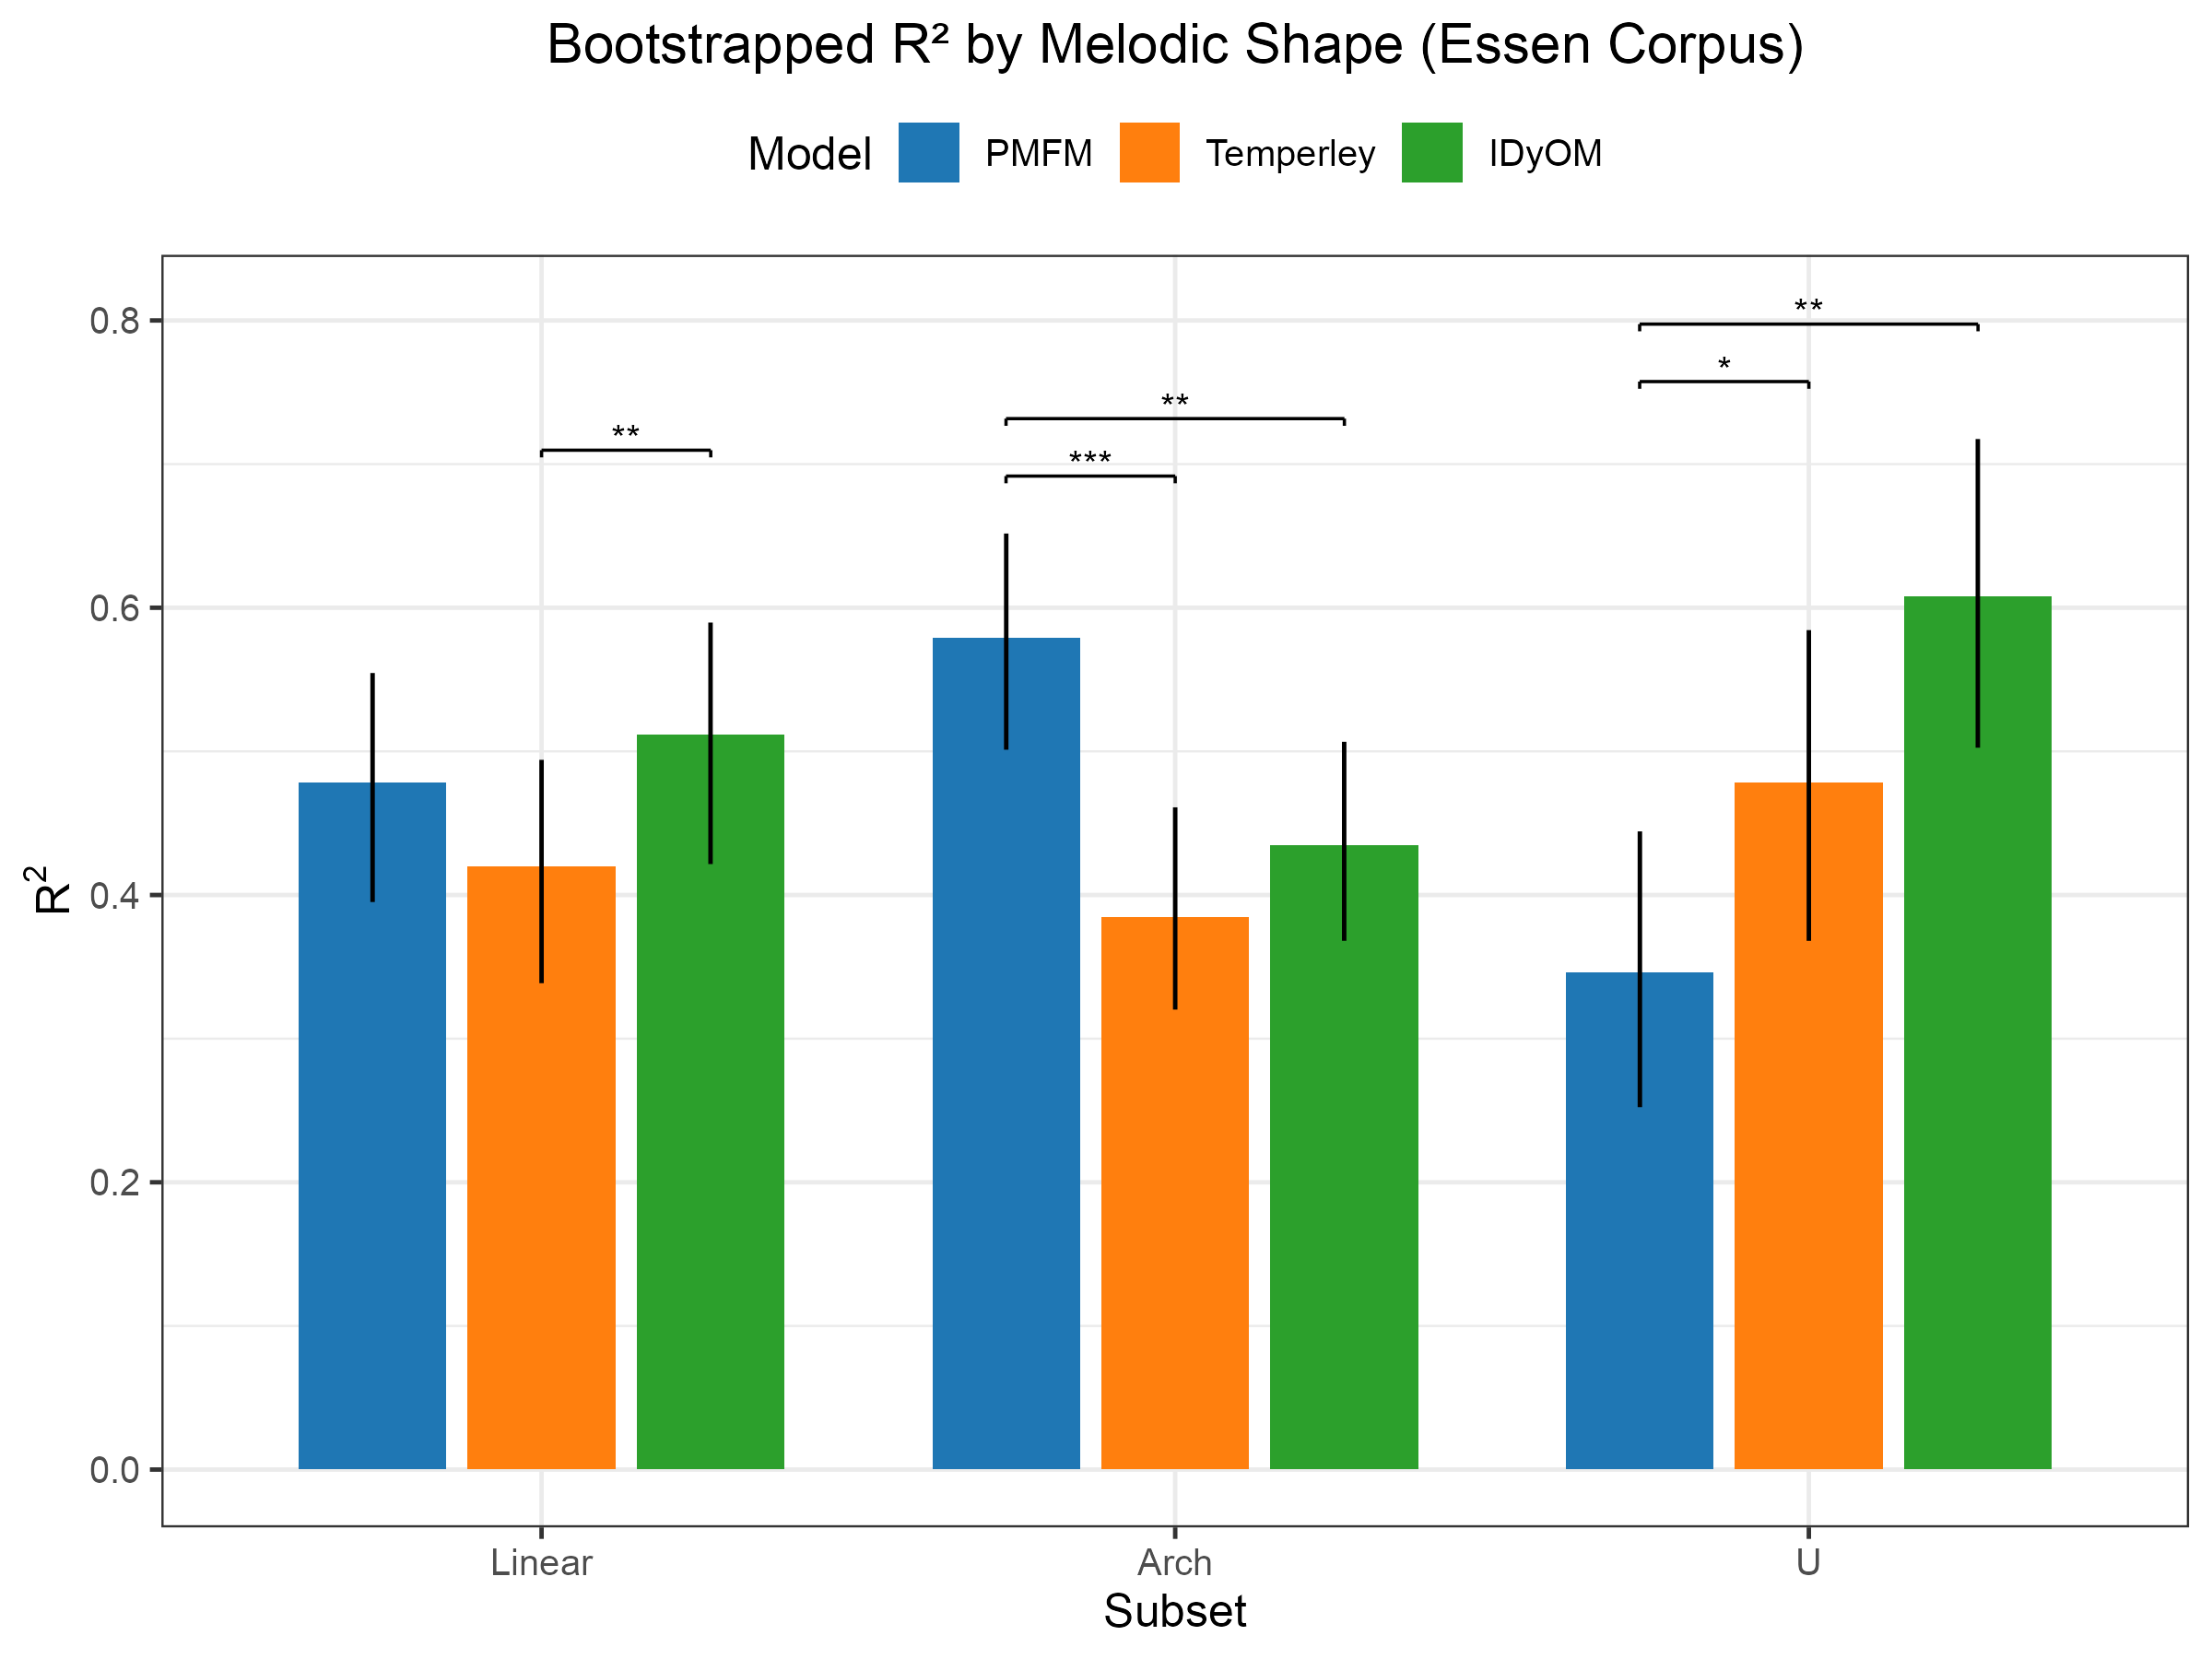 Bootstrapped R² by Melodic Shape (Essen Corpus)
Model PMFM Temperley IDyOM
0.8
0.6
0.4
0.2
0.0
R²
**
**
***
**
*
Linear Arch U
Subset